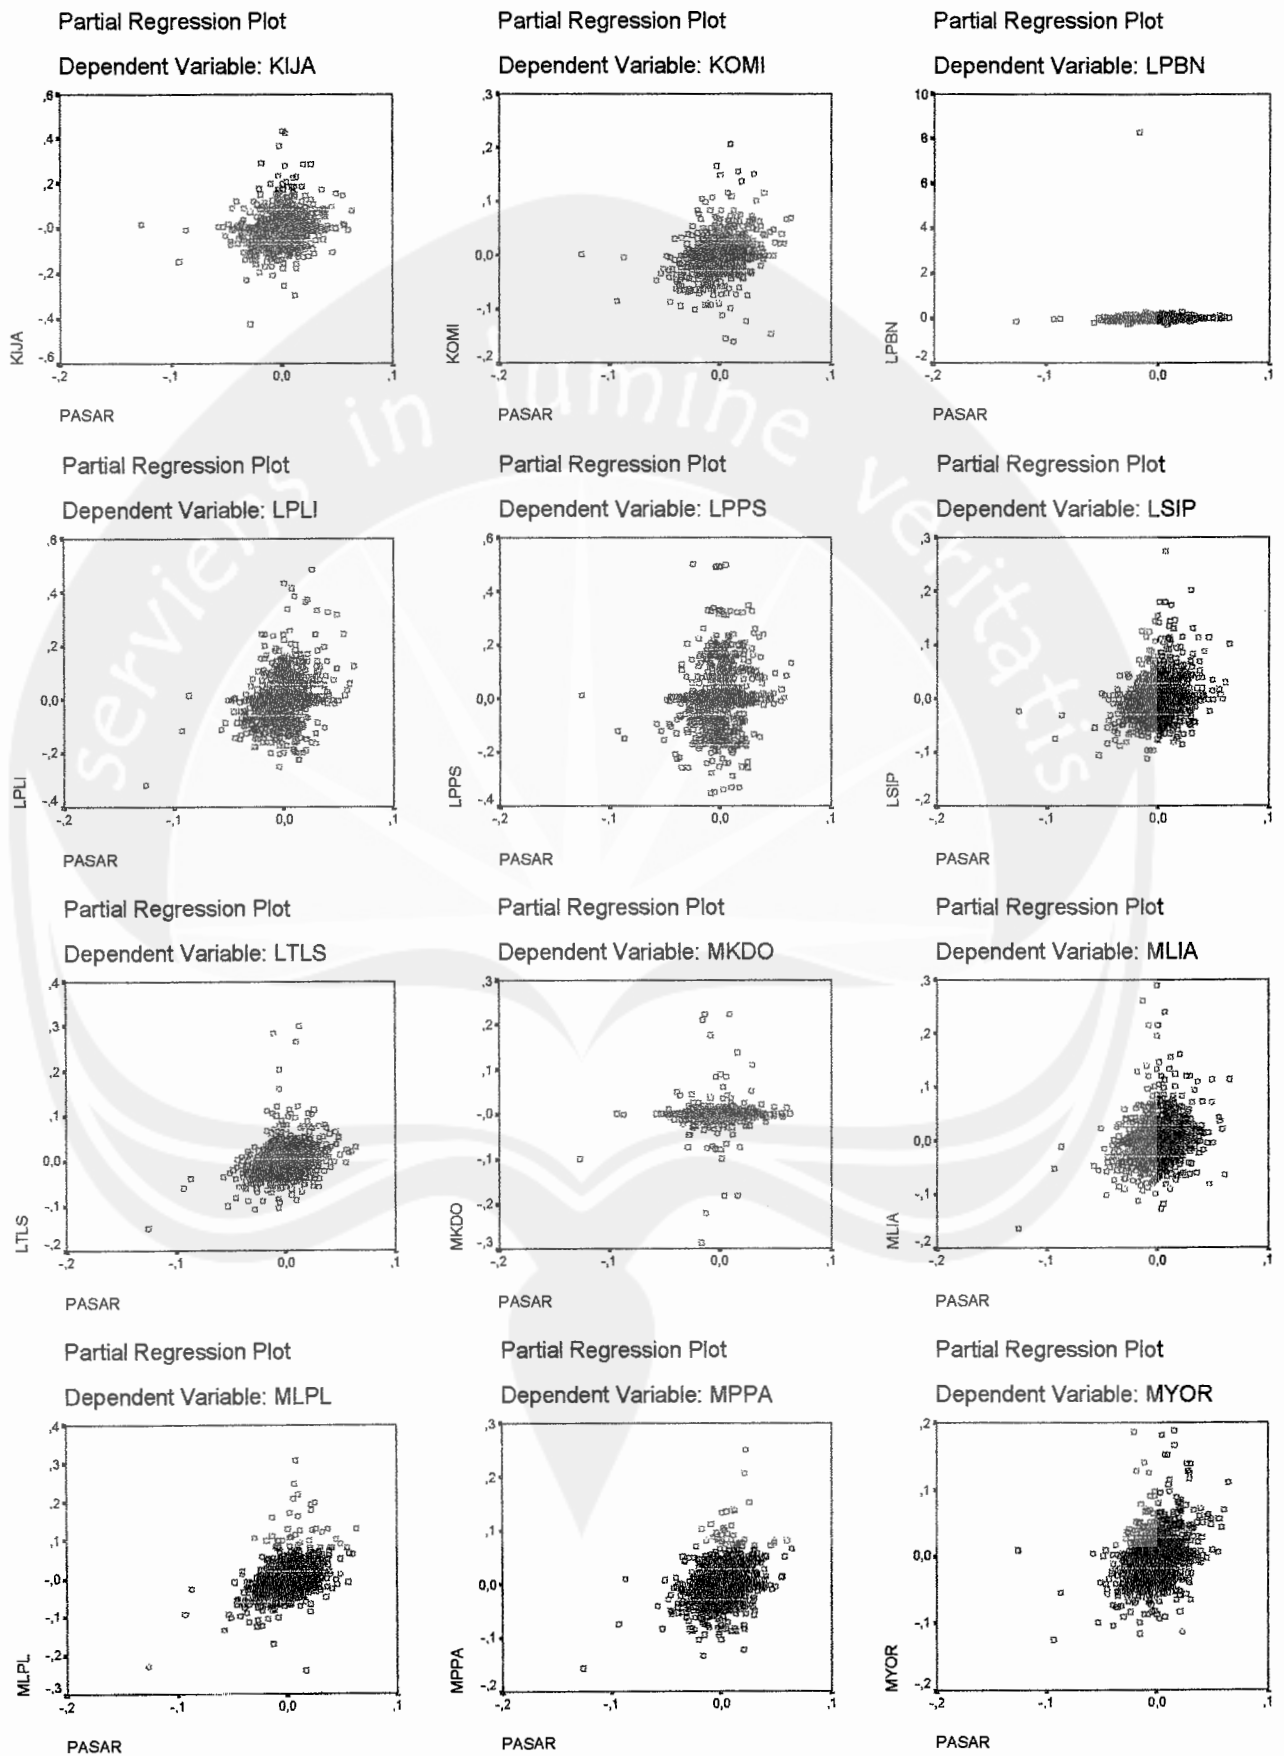 Partial Regression Plot
Dependent Variable: KIJA
,6
,4
,2
-,0
-,2
-,4
-,6
-,2
-,1
0,0
,1
KIJA
PASAR
Partial Regression Plot
Dependent Variable: KOMI
,3
,2
,1
0,0
-,1
-,2
-,2
-,1
0,0
,1
KOMI
PASAR
Partial Regression Plot
Dependent Variable: LPBN
10
8
6
4
2
0
-2
-,2
-,1
0,0
,1
LPBN
PASAR
Partial Regression Plot
Dependent Variable: LPLI
,6
,4
,2
0,0
-,2
-,4
-,2
-,1
0,0
,1
LPLI
PASAR
Partial Regression Plot
Dependent Variable: LPPS
,6
,4
,2
0,0
-,2
-,4
-,2
-,1
0,0
,1
LPPS
PASAR
Partial Regression Plot
Dependent Variable: LSIP
,3
,2
,1
0,0
-,1
-,2
-,2
-,1
0,0
,1
LSIP
PASAR
Partial Regression Plot
Dependent Variable: LTLS
,4
,3
,2
,1
0,0
-,1
-,2
-,2
-,1
0,0
,1
LTLS
PASAR
Partial Regression Plot
Dependent Variable: MKDO
,3
,2
,1
-,0
-,1
-,2
-,3
-,2
-,1
0,0
,1
MKDO
PASAR
Partial Regression Plot
Dependent Variable: MLIA
,3
,2
,1
0,0
-,1
-,2
-,2
-,1
0,0
,1
MLIA
PASAR
Partial Regression Plot
Dependent Variable: MLPL
,4
,3
,2
,1
-,0
-,1
-,2
-,3
-,2
-,1
0,0
,1
MLPL
PASAR
Partial Regression Plot
Dependent Variable: MPPA
,3
,2
,1
0,0
-,1
-,2
-,2
-,1
0,0
,1
MPPA
PASAR
Partial Regression Plot
Dependent Variable: MYOR
,2
,1
0,0
-,1
-,2
-,2
-,1
0,0
,1
MYOR
PASAR
serviens in lumine veritatis